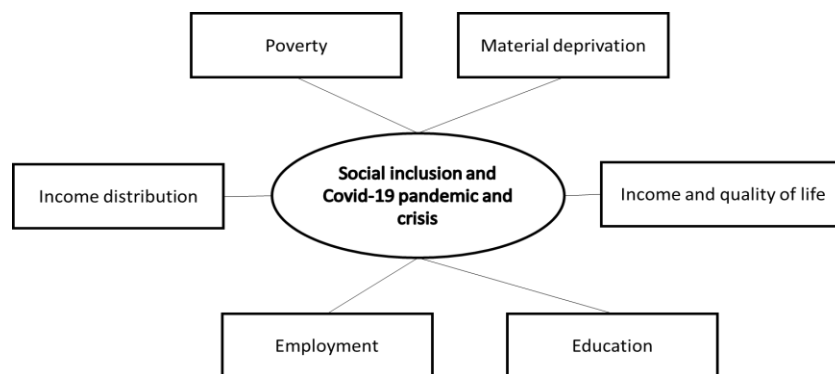 Poverty
Material deprivation
Social inclusion and
Covid-19 pandemic and
crisis
Income distribution
Income and quality of life
Employment
Education